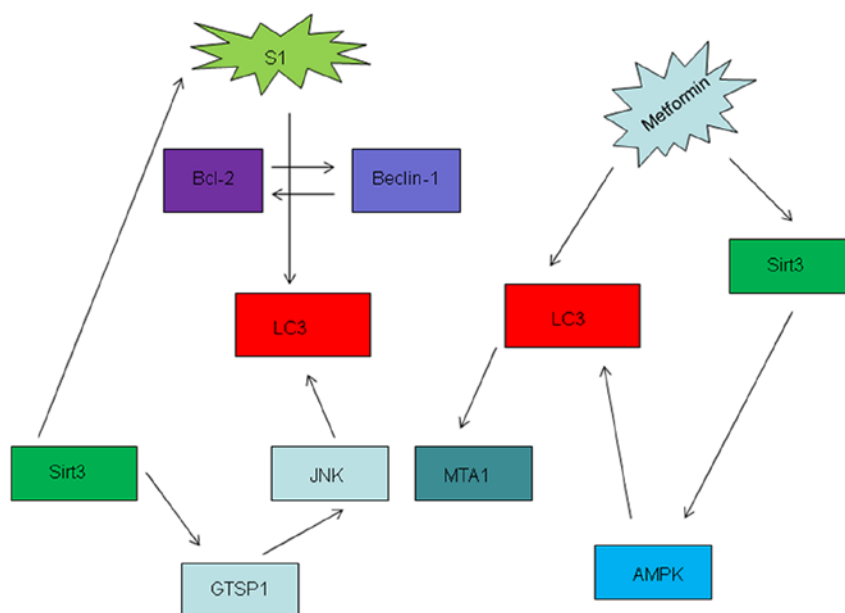 S1
Metformin
Bcl-2
Beclin-1
Sirt3
LC3
LC3
Sirt3
JNK
MTA1
GTSP1
AMPK